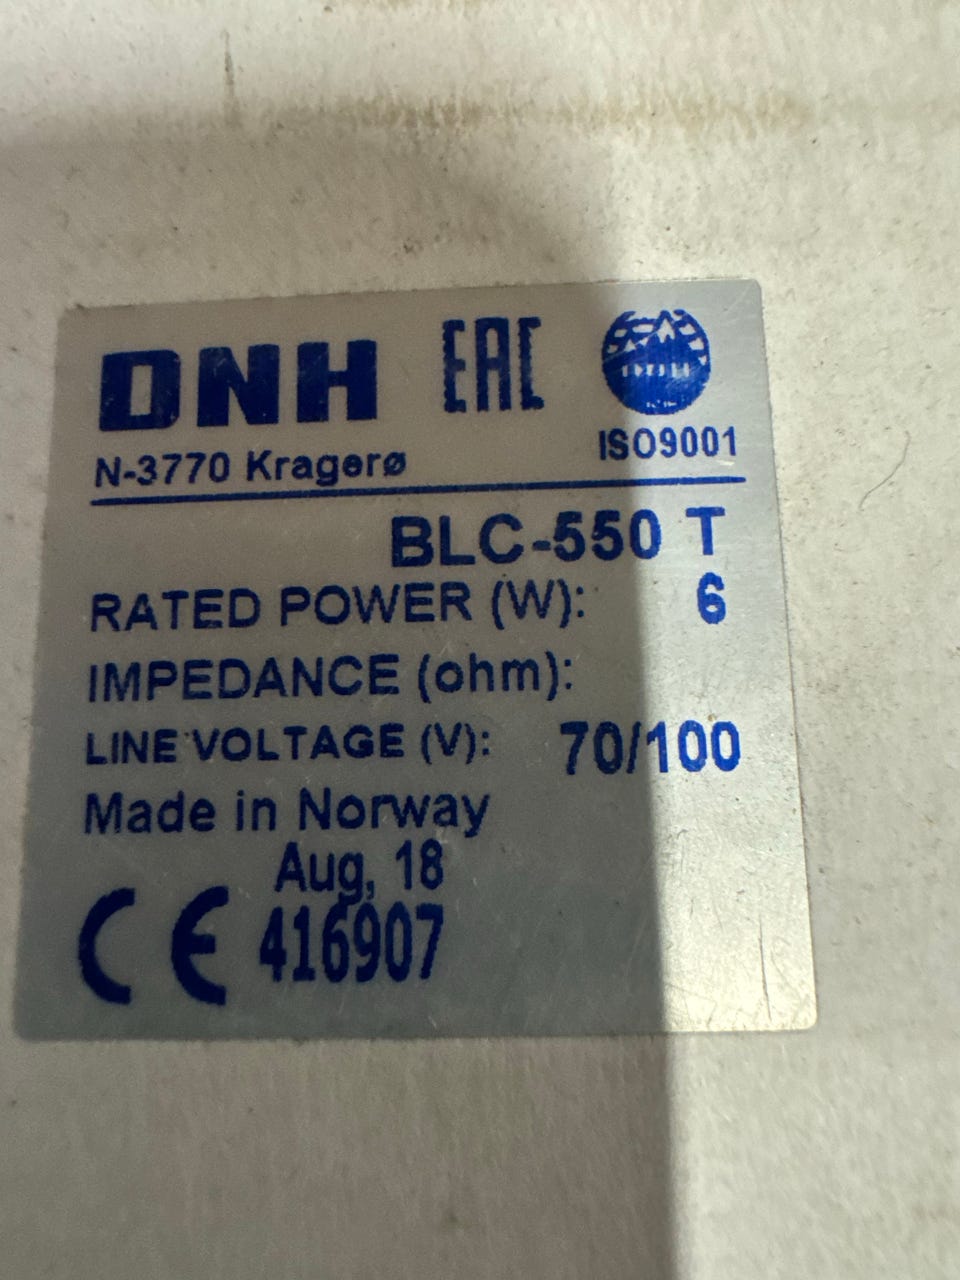 DNH EAC DNH
N-3770 Kragerø ISO9001
BLC-550 T
RATED POWER (W): 6
IMPEDANCE (ohm):
LINE VOLTAGE (V): 70/100
Made in Norway
Aug, 18
CE 416907